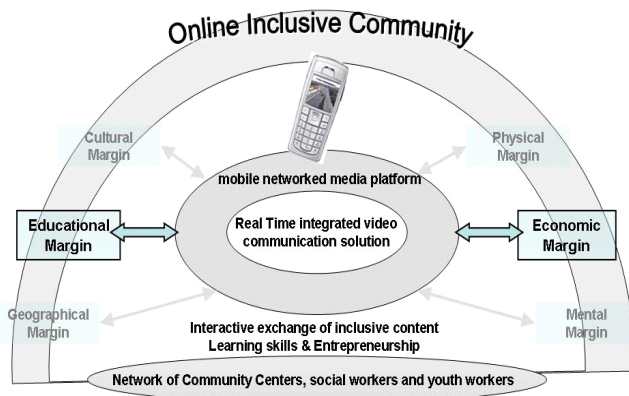 Online Inclusive Community
Cultural
Margin
Physical
Margin
mobile networked media platform
Educational
Margin
Real Time integrated video
communication solution
Economic
Margin
Geographical
Margin
Mental
Margin
Interactive exchange of inclusive content
Learning skills & Entrepreneurship
Network of Community Centers, social workers and youth workers